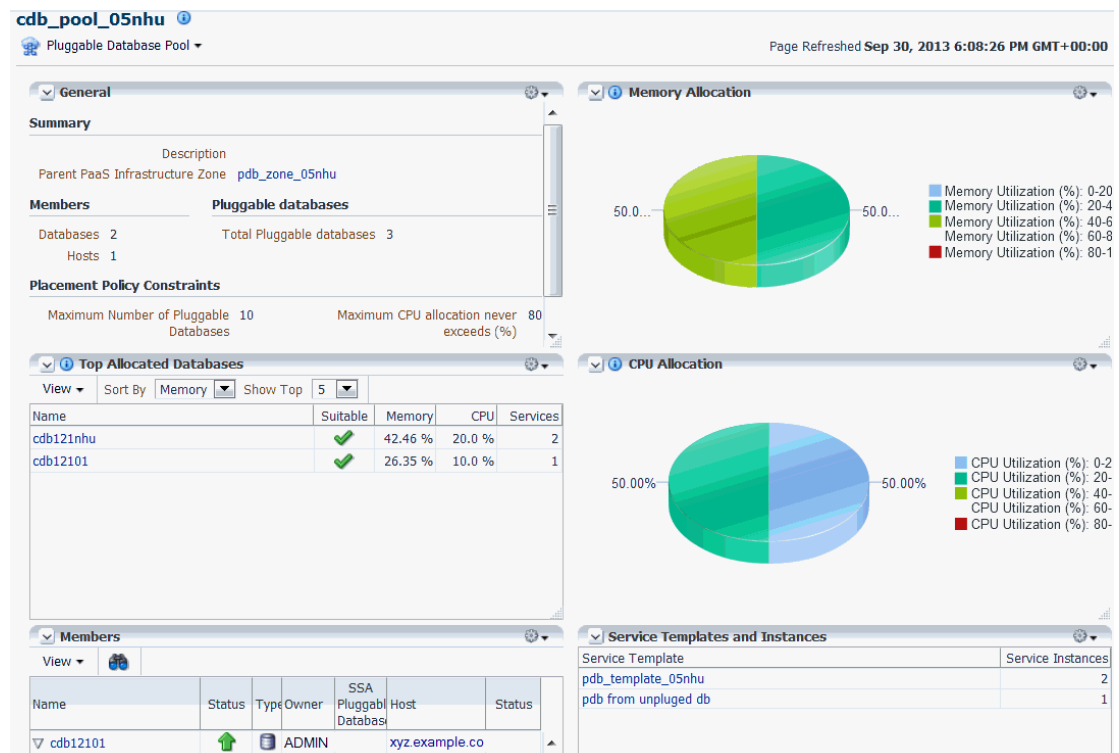 cdb_pool_05nhu
Pluggable Database Pool
Page Refreshed Sep 30, 2013 6:08:26 PM GMT+00:00
General
Summary
Description
Parent PaaS Infrastructure Zone pdb_zone_05nhu
Members Pluggable databases
Databases 2 Total Pluggable databases 3
Hosts 1
Placement Policy Constraints
Maximum Number of Pluggable 10 Maximum CPU allocation never 80
Databases exceeds (%)
Memory Allocation
50.0...
50.0...
Memory Utilization (%): 0-20
Memory Utilization (%): 20-4
Memory Utilization (%): 40-6
Memory Utilization (%): 60-8
Memory Utilization (%): 80-1
Top Allocated Databases
View Sort By Memory Show Top 5
Name Suitable Memory CPU Services
cdb121nhu 42.46 % 20.0 % 2
cdb12101 26.35 % 10.0 % 1
CPU Allocation
50.00%
50.00%
CPU Utilization (%): 0-2
CPU Utilization (%): 20-
CPU Utilization (%): 40-
CPU Utilization (%): 60-
CPU Utilization (%): 80-
Members
View
Name Status Type Owner SSA Pluggabl Databas Host Status
cdb12101 ADMIN xyz.example.co
Service Templates and Instances
Service Template Service Instances
pdb_template_05nhu 2
pdb from unpluged db 1